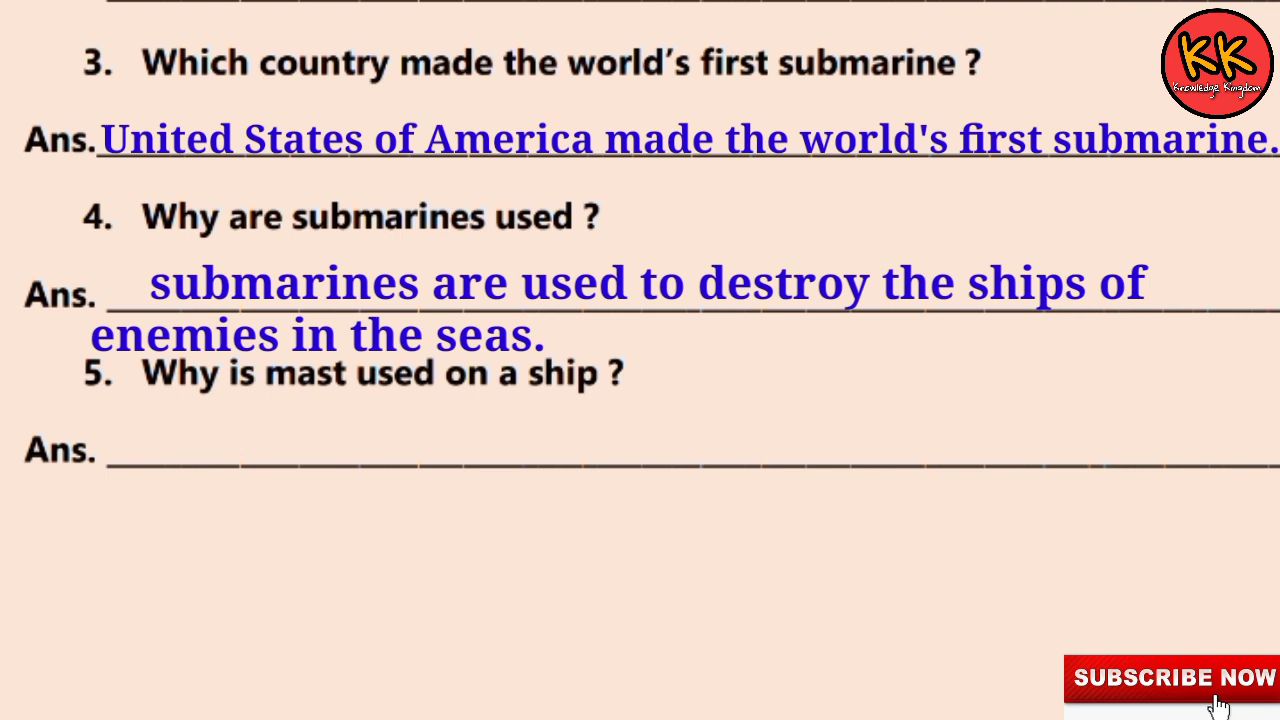 3. Which country made the world's first submarine ?
KK
Knowledge Kingdom
Ans. United States of America made the world's first submarine.
4. Why are submarines used ?
Ans. submarines are used to destroy the ships of
enemies in the seas.
5. Why is mast used on a ship ?
Ans.
SUBSCRIBE NOW